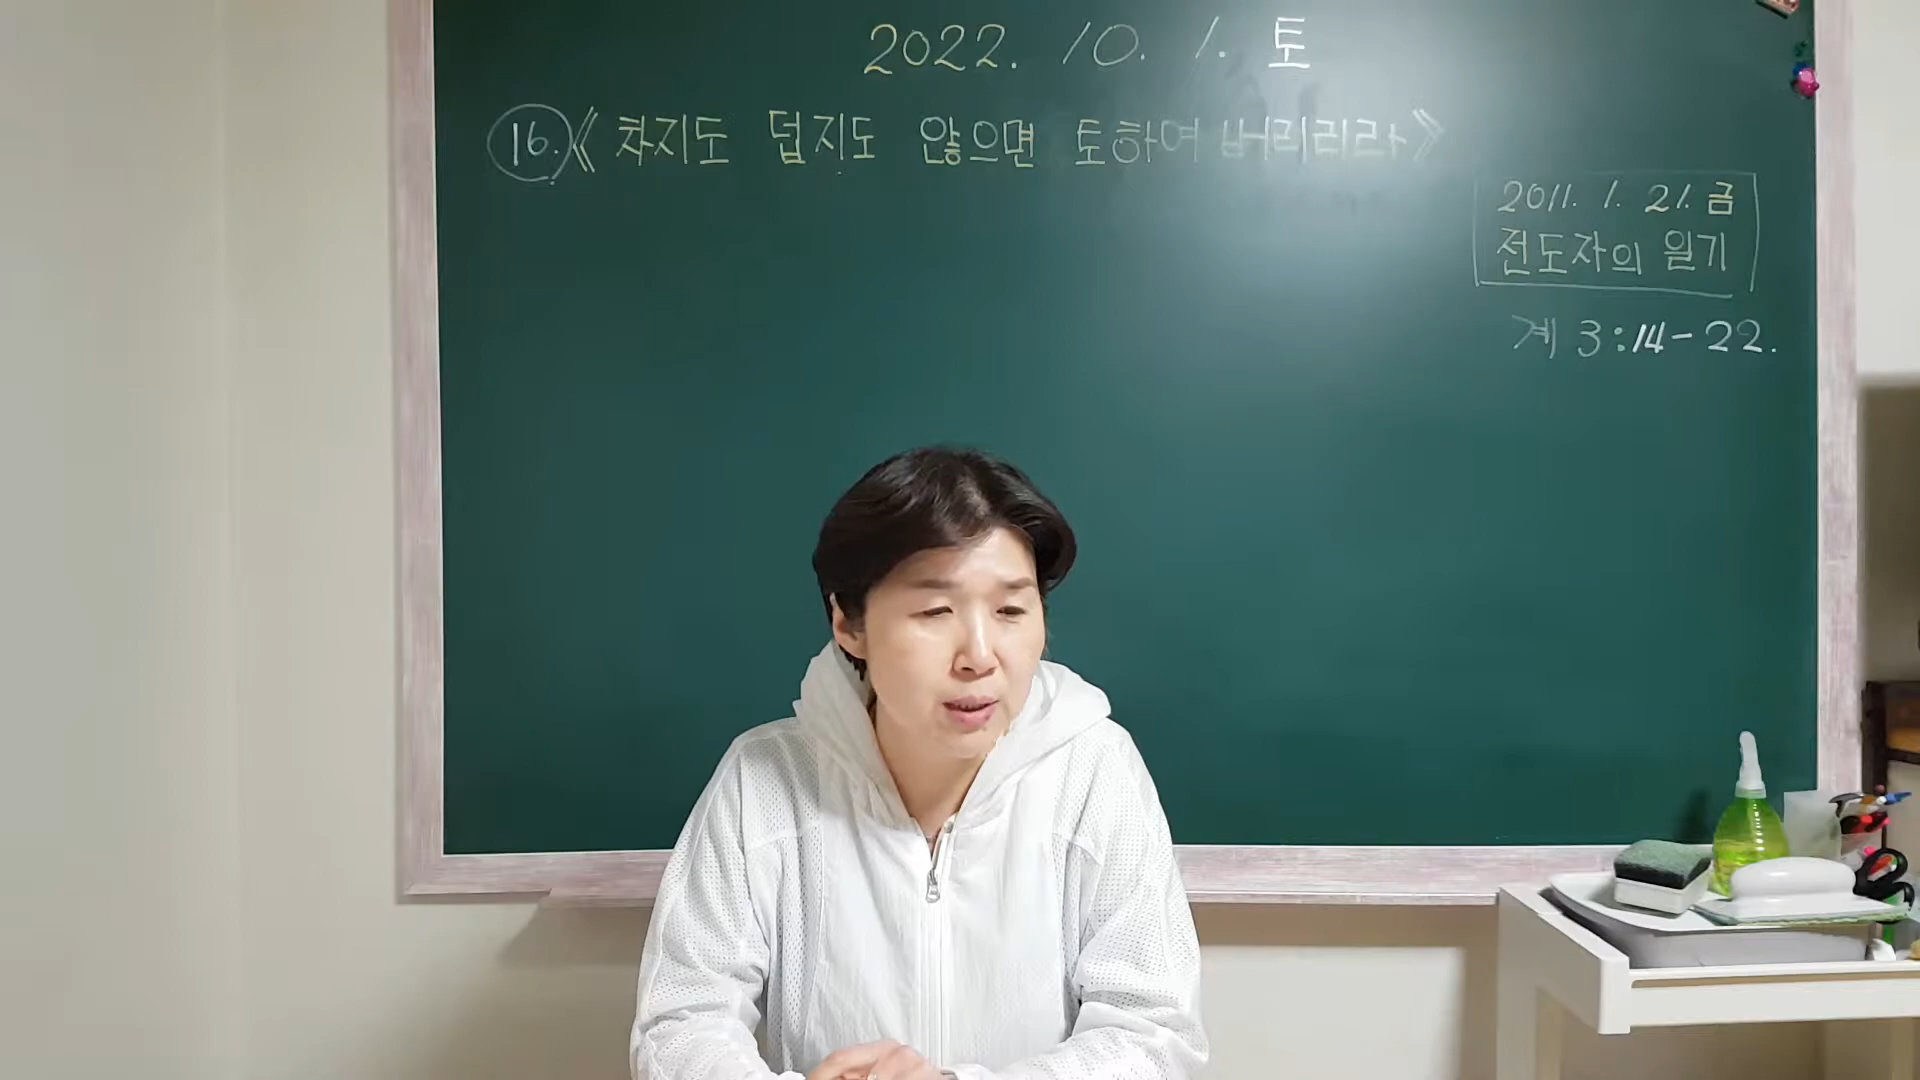 2022. 10. 1. 토
16. 《 차지도 덥지도 않으면 토하여 버리리라 》
2011. 1. 21. 금
전도자의 일기
계 3:14-22.